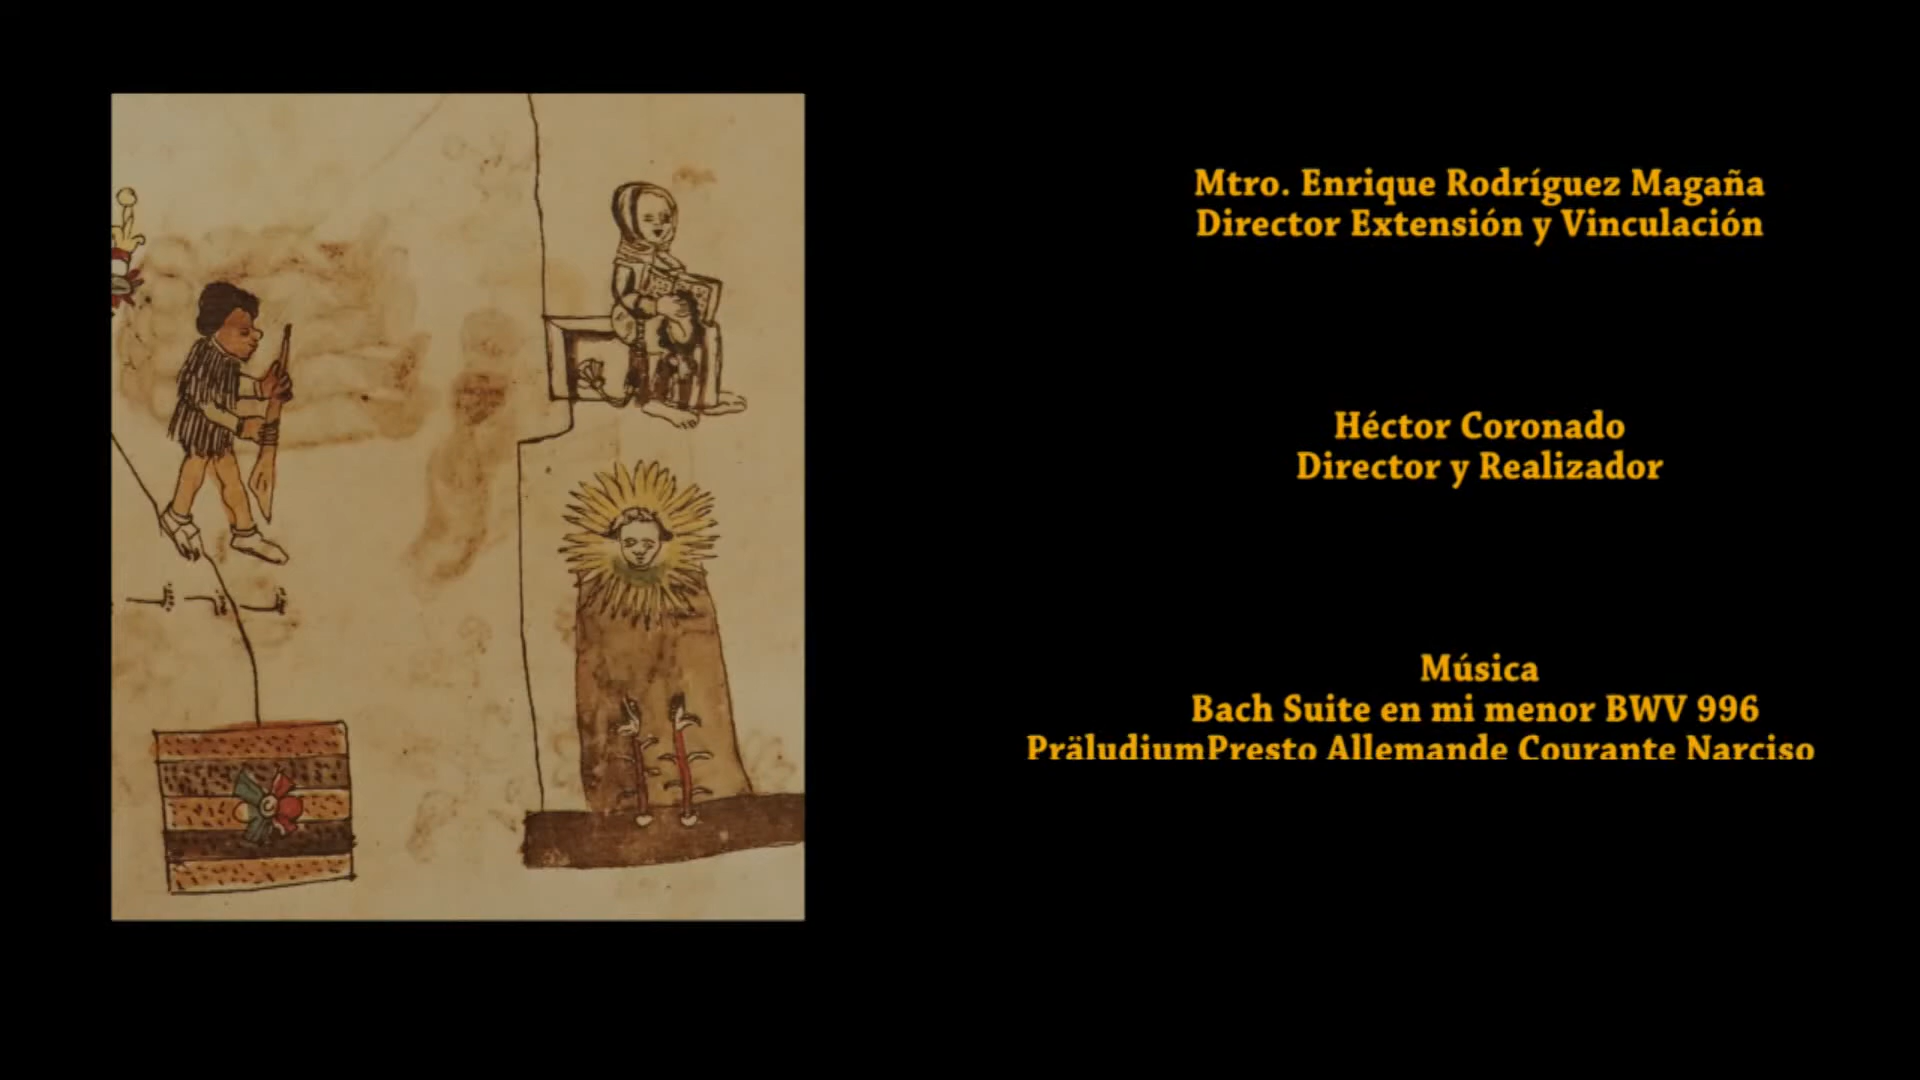 Mtro. Enrique Rodríguez Magaña
Director Extensión y Vinculación
Héctor Coronado
Director y Realizador
Música
Bach Suite en mi menor BWV 996
PräludiumPresto Allemande Courante Narciso